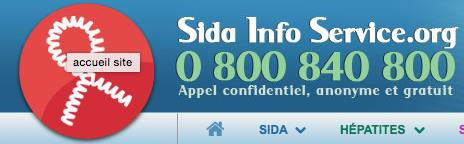 Sida Info Service.org
accueil site
0 800 840 800
Appel confidentiel, anonyme et gratuit
SIDA
HÉPATITES